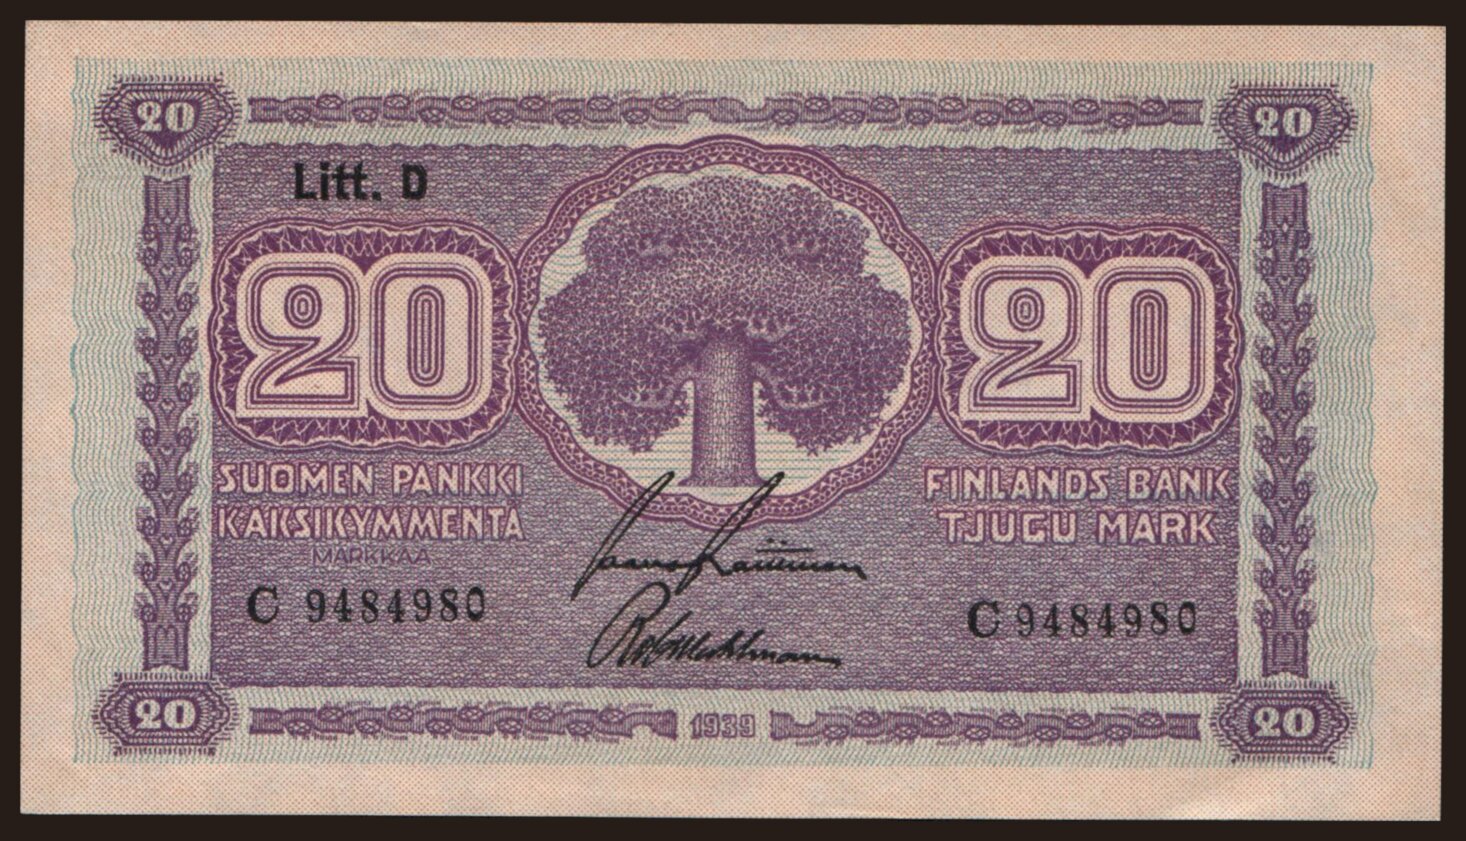 20 20
Litt. D
20 20
SUOMEN PANKKI FINLANDS BANK
KAKSIKYMMENTA TJUGU MARK
MARKKAA
C 9484980 C 9484980
20 1939 20